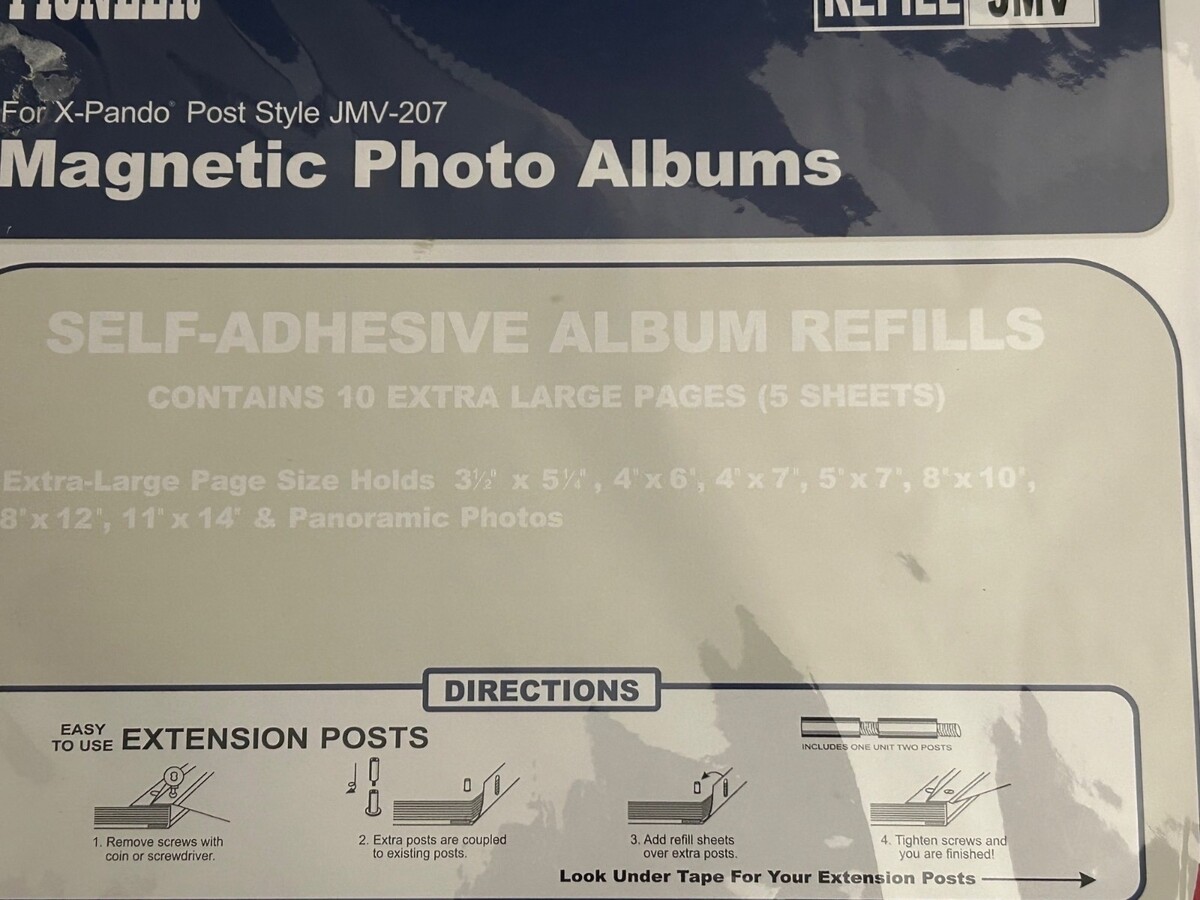 PIONEER
REFILL JMV
For X-Pando® Post Style JMV-207
Magnetic Photo Albums
SELF-ADHESIVE ALBUM REFILLS
CONTAINS 10 EXTRA LARGE PAGES (5 SHEETS)
Extra-Large Page Size Holds 3½" x 5¼", 4"x 6", 4"x 7", 5"x 7", 8"x 10",
8"x 12", 11"x 14" & Panoramic Photos
DIRECTIONS
EASY
TO USE EXTENSION POSTS
INCLUDES ONE UNIT TWO POSTS
1. Remove screws with
coin or screwdriver.
2. Extra posts are coupled
to existing posts.
3. Add refill sheets
over extra posts.
4. Tighten screws and
you are finished!
Look Under Tape For Your Extension Posts